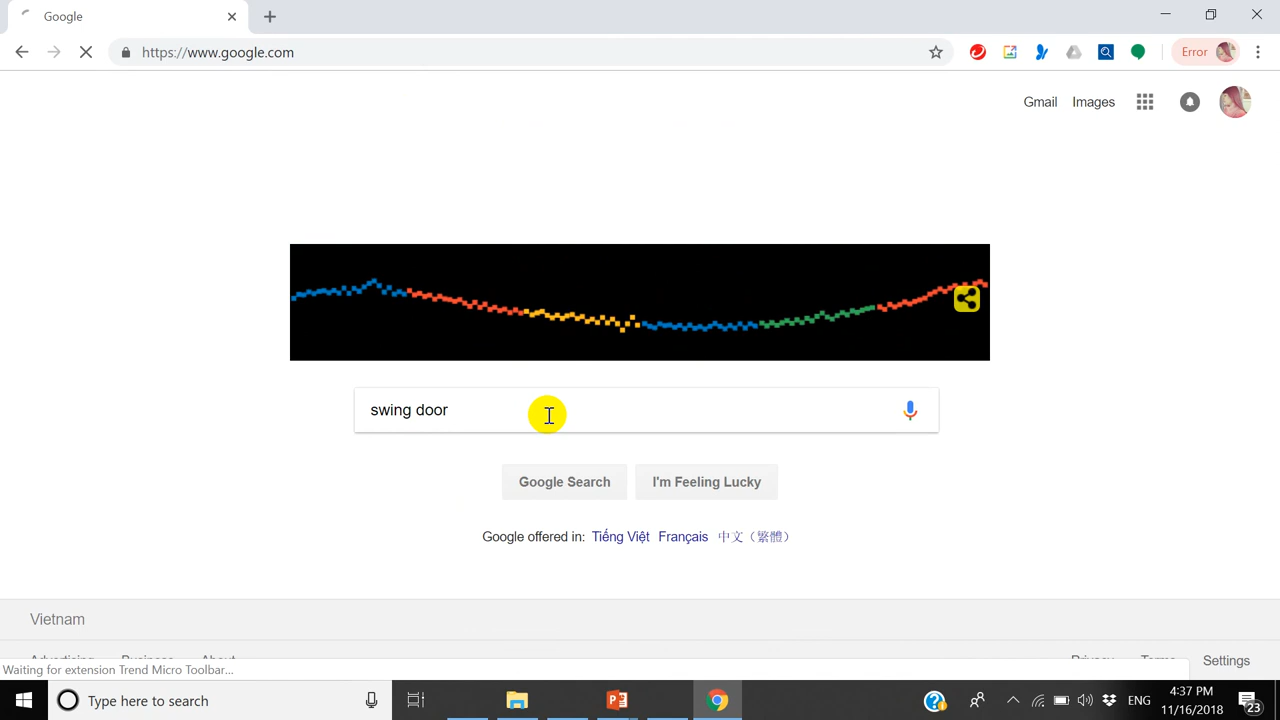 Google
https://www.google.com
Error
Gmail Images
swing door
Google Search I'm Feeling Lucky
Google offered in: Tiếng Việt Français 中文（繁體）
Vietnam
Advertising Business About Privacy Terms Settings
Waiting for extension Trend Micro Toolbar...
Type here to search
ENG
4:37 PM
11/16/2018
23